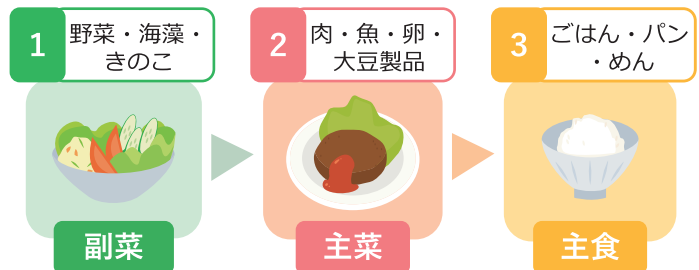 1
野菜・海藻・
きのこ
副菜
2
肉・魚・卵・
大豆製品
主菜
3
ごはん・パン
・めん
主食